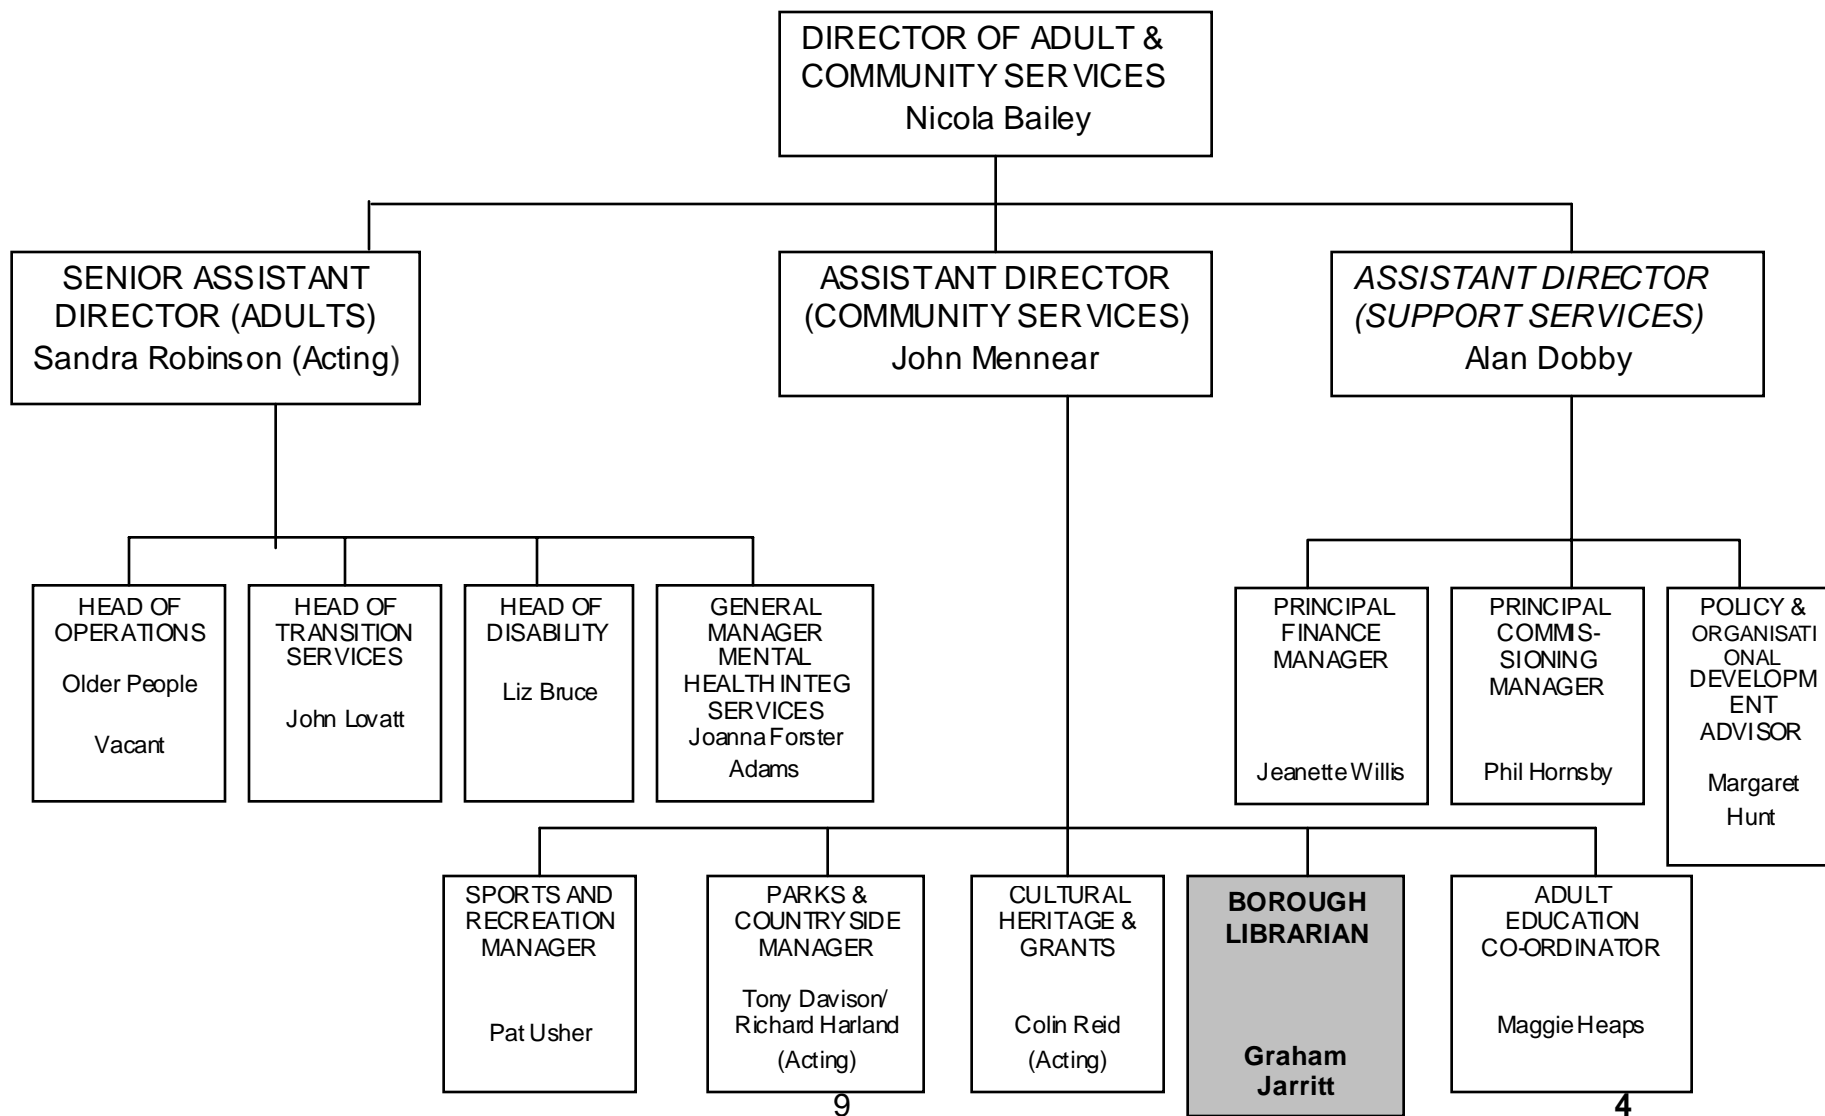 DIRECTOR OF ADULT &
COMMUNITY SERVICES
Nicola Bailey
SENIOR ASSISTANT
DIRECTOR (ADULTS)
Sandra Robinson (Acting)
ASSISTANT DIRECTOR
(COMMUNITY SERVICES)
John Mennear
ASSISTANT DIRECTOR
(SUPPORT SERVICES)
Alan Dobby
HEAD OF
OPERATIONS
Older People
Vacant
HEAD OF
TRANSITION
SERVICES
John Lovatt
HEAD OF
DISABILITY
Liz Bruce
GENERAL
MANAGER
MENTAL
HEALTH INTEG
SERVICES
Joanna Forster
Adams
PRINCIPAL
FINANCE
MANAGER
Jeanette Willis
PRINCIPAL
COMMIS-
SIONING
MANAGER
Phil Hornsby
POLICY &
ORGANISATI
ONAL
DEVELOPM
ENT
ADVISOR
Margaret
Hunt
SPORTS AND
RECREATION
MANAGER
Pat Usher
PARKS &
COUNTRYSIDE
MANAGER
Tony Davison/
Richard Harland
(Acting)
CULTURAL
HERITAGE &
GRANTS
Colin Reid
(Acting)
BOROUGH
LIBRARIAN
Graham
Jarritt
ADULT
EDUCATION
CO-ORDINATOR
Maggie Heaps
9
4